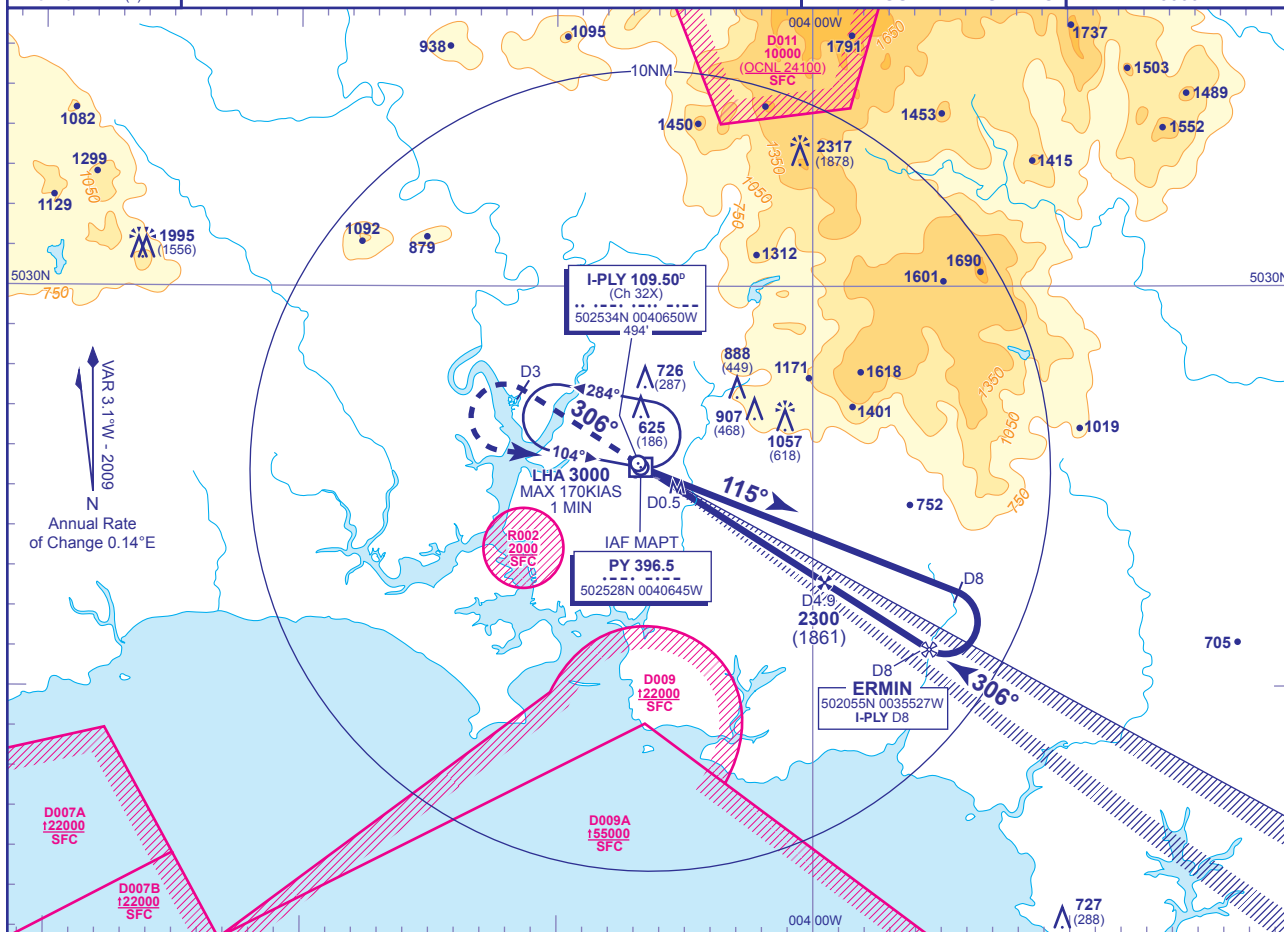 004 00W
938
1095
D011
10000
(OCNL 24100)
SFC
1791
1650
1737
1503
1489
10NM
1082
1450
1453
1552
1299
1050
1129
1350
2317
(1878)
1415
1050
750
1995
(1556)
1092
879
1312
5030N
750
I-PLY 109.50D
(Ch 32X)
502534N 0040650W
494'
1690
1601
5030N
VAR 3.1°W - 2009
N
Annual Rate
of Change 0.14°E
D3
284°
306°
104°
726
(287)
625
(186)
888
(449)
907
(468)
1171
1057
(618)
1618
1401
1350
1050
1019
750
752
LHA 3000
MAX 170KIAS
1 MIN
D0.5
115°
R002
2000
SFC
IAF MAPT
PY 396.5
502528N 0040645W
D8
D4.9
2300
(1861)
705
D8
306°
ERMIN
502055N 0035527W
I-PLY D8
D009
†22000
SFC
D007A
†22000
SFC
D009A
†55000
SFC
D007B
†22000
SFC
004 00W
727
(288)